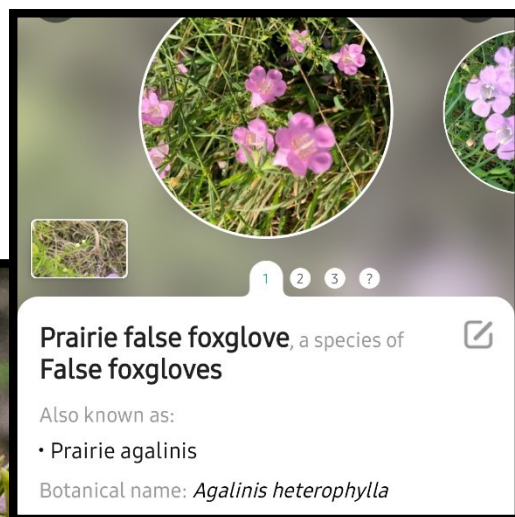 1 2 3 ?
Prairie false foxglove, a species of
False foxgloves
Also known as:
• Prairie agalinis
Botanical name: Agalinis heterophylla